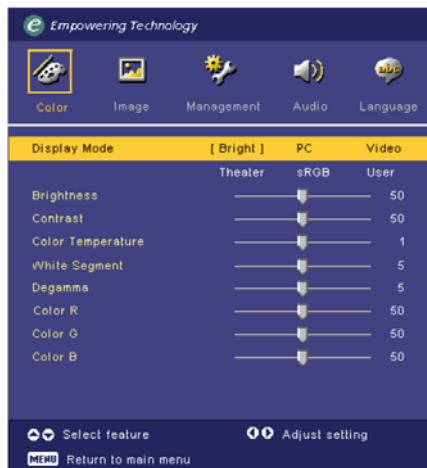 e Empowering Technology
abc
Color Image Management Audio Language
Display Mode [ Bright ] PC Video
Theater sRGB User
Brightness 50
Contrast 50
Color Temperature 1
White Segment 5
Degamma 5
Color R 50
Color G 50
Color B 50
Select feature Adjust setting
MENU Return to main menu